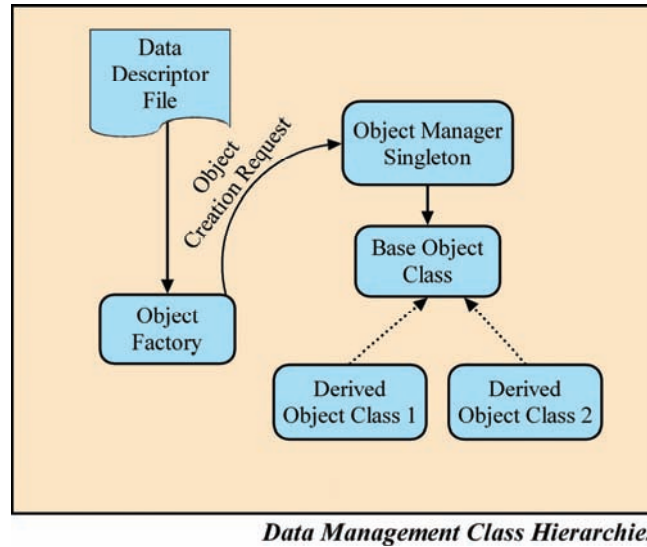 Data
Descriptor
File
Object
Creation Request
Object Manager
Singleton
Base Object
Class
Object
Factory
Derived
Object Class 1
Derived
Object Class 2
Data Management Class Hierarchie